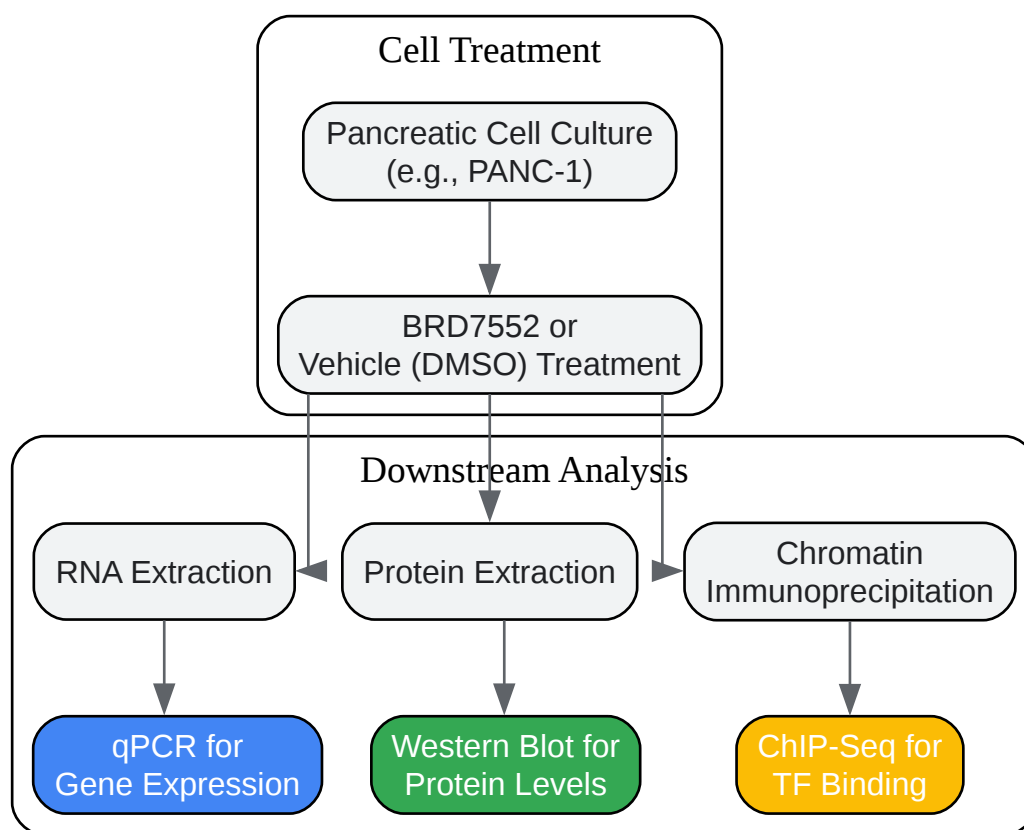 Cell Treatment
Pancreatic Cell Culture
(e.g., PANC-1)
BRD7552 or
Vehicle (DMSO) Treatment
Downstream Analysis
RNA Extraction
Protein Extraction
Chromatin
Immunoprecipitation
qPCR for
Gene Expression
Western Blot for
Protein Levels
ChIP-Seq for
TF Binding